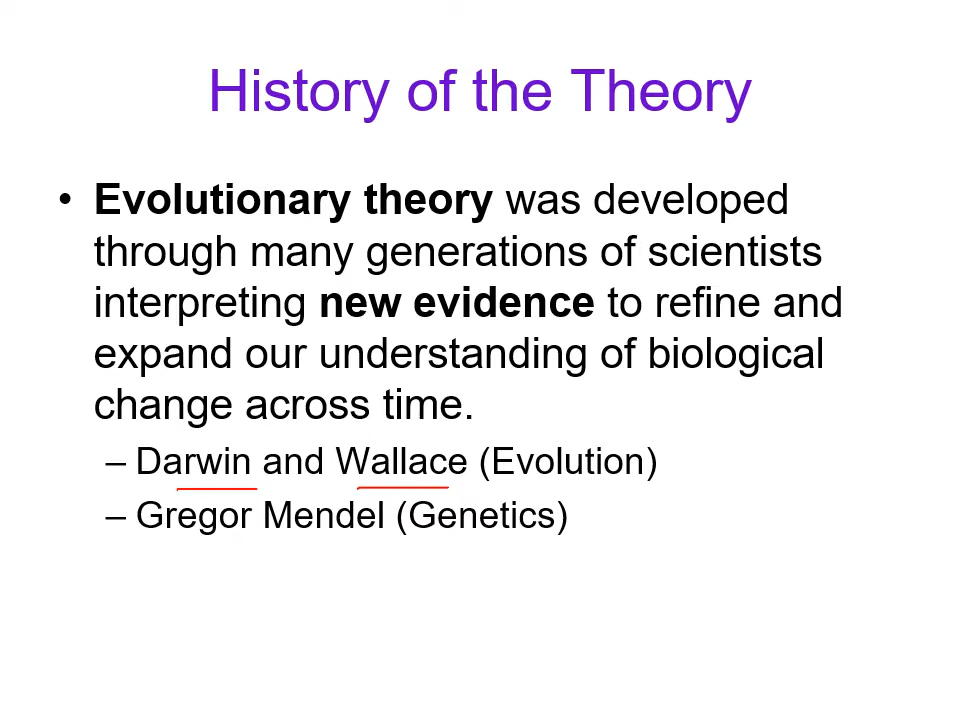 History of the Theory
• Evolutionary theory was developed
through many generations of scientists
interpreting new evidence to refine and
expand our understanding of biological
change across time.
– Darwin and Wallace (Evolution)
– Gregor Mendel (Genetics)